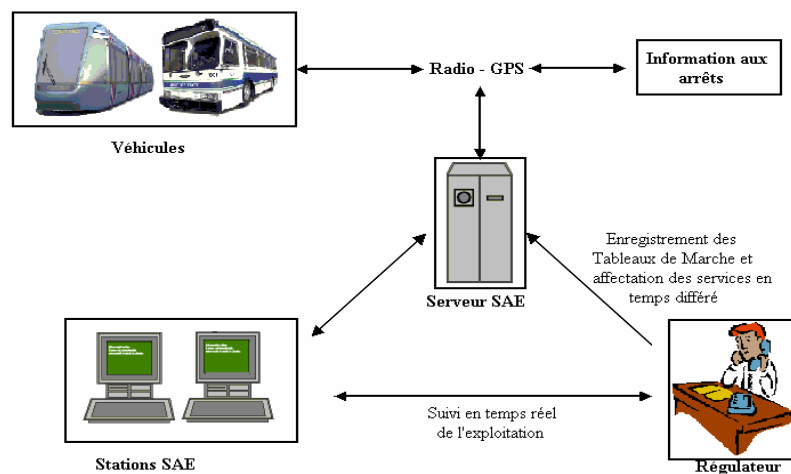 Radio - GPS
Information aux
arrêts
Véhicules
Enregistrement des
Tableaux de Marche et
affectation des services en
temps différé
Serveur SAE
Suivi en temps réel
de l'exploitation
Stations SAE
Régulateur